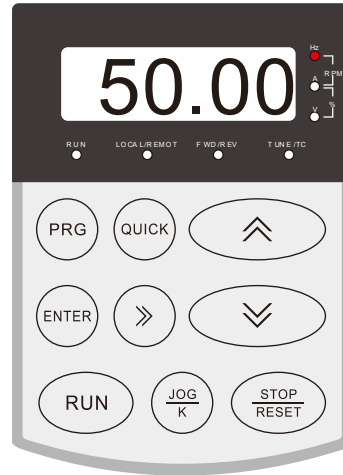 Hz
50.00
A
RPM
V
%
RUN
LOCAL/REMOT
FWD/REV
TUNE/TC
PRG
QUICK
ENTER
RUN
JOG
K
STOP
RESET